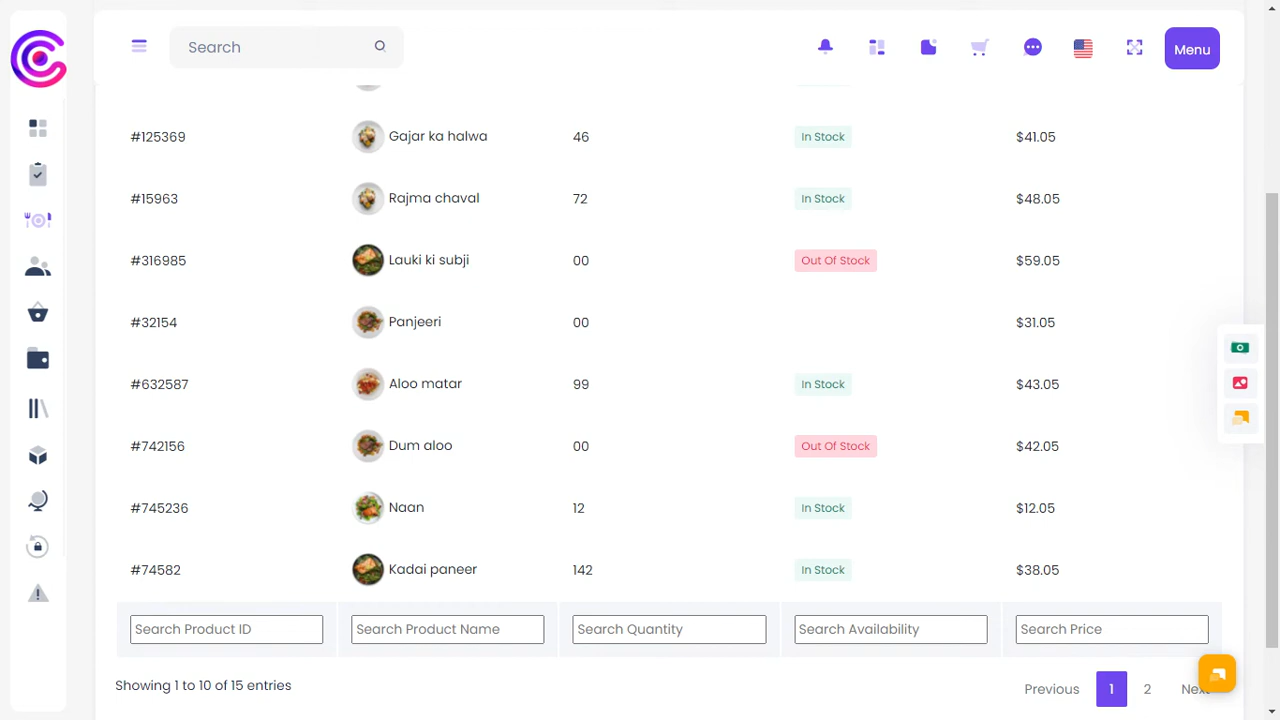 Search
Menu
#125369 Gajar ka halwa 46 In Stock $41.05
#15963 Rajma chaval 72 In Stock $48.05
#316985 Lauki ki subji 00 Out Of Stock $59.05
#32154 Panjeeri 00 $31.05
#632587 Aloo matar 99 In Stock $43.05
#742156 Dum aloo 00 Out Of Stock $42.05
#745236 Naan 12 In Stock $12.05
#74582 Kadai paneer 142 In Stock $38.05
Search Product ID Search Product Name Search Quantity Search Availability Search Price
Showing 1 to 10 of 15 entries
Previous 1 2 Next